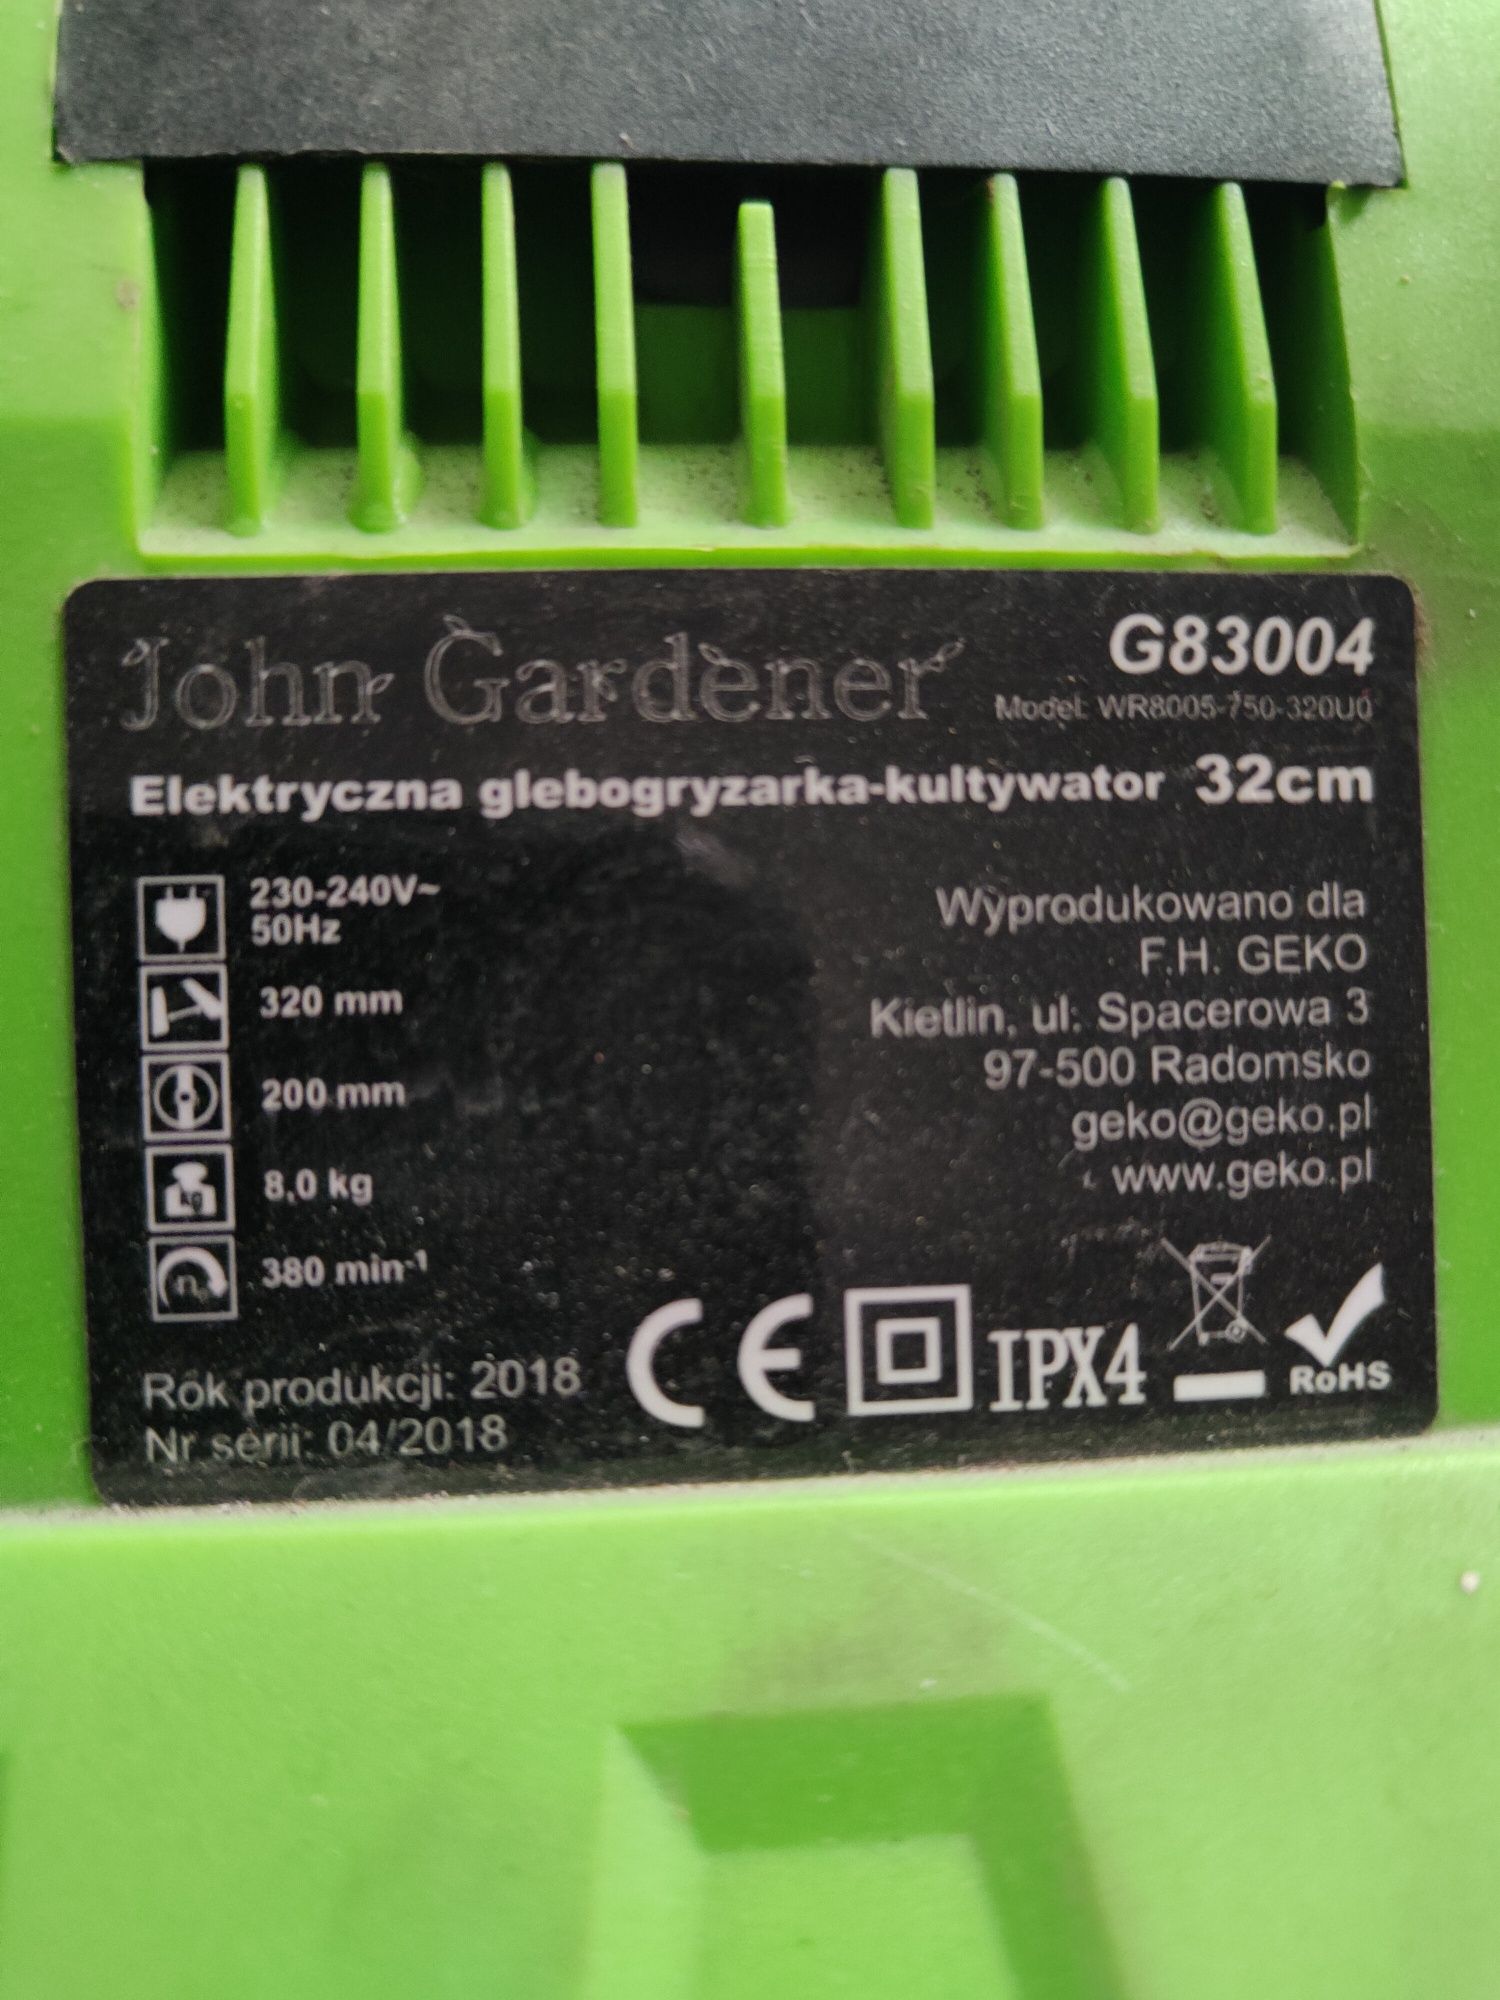 John Gardener
G83004
Model: WR8005-750-320U0
Elektryczna glebogryzarka-kultywator 32cm
230-240V~
50Hz
320 mm
200 mm
kg
8,0 kg
n
380 min-1
Wyprodukowano dla
F.H. GEKO
Kietlin, ul. Spacerowa 3
97-500 Radomsko
geko@geko.pl
www.geko.pl
Rok produkcji: 2018
Nr serii: 04/2018
CE
IPX4
RoHS